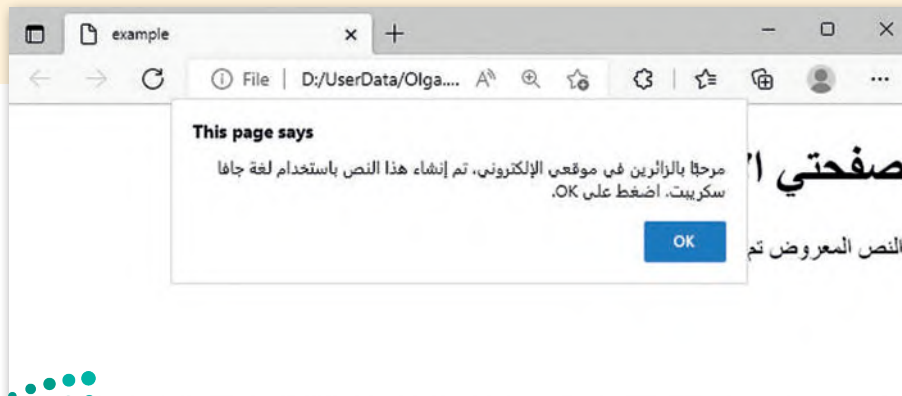 example
File | D:/UserData/Olga....
This page says
مرحبًا بالزائرين في موقعي الإلكتروني، تم إنشاء هذا النص باستخدام لغة جافا
سكريبت. اضغط على OK.
OK
صفحتي
النص المعروض تم